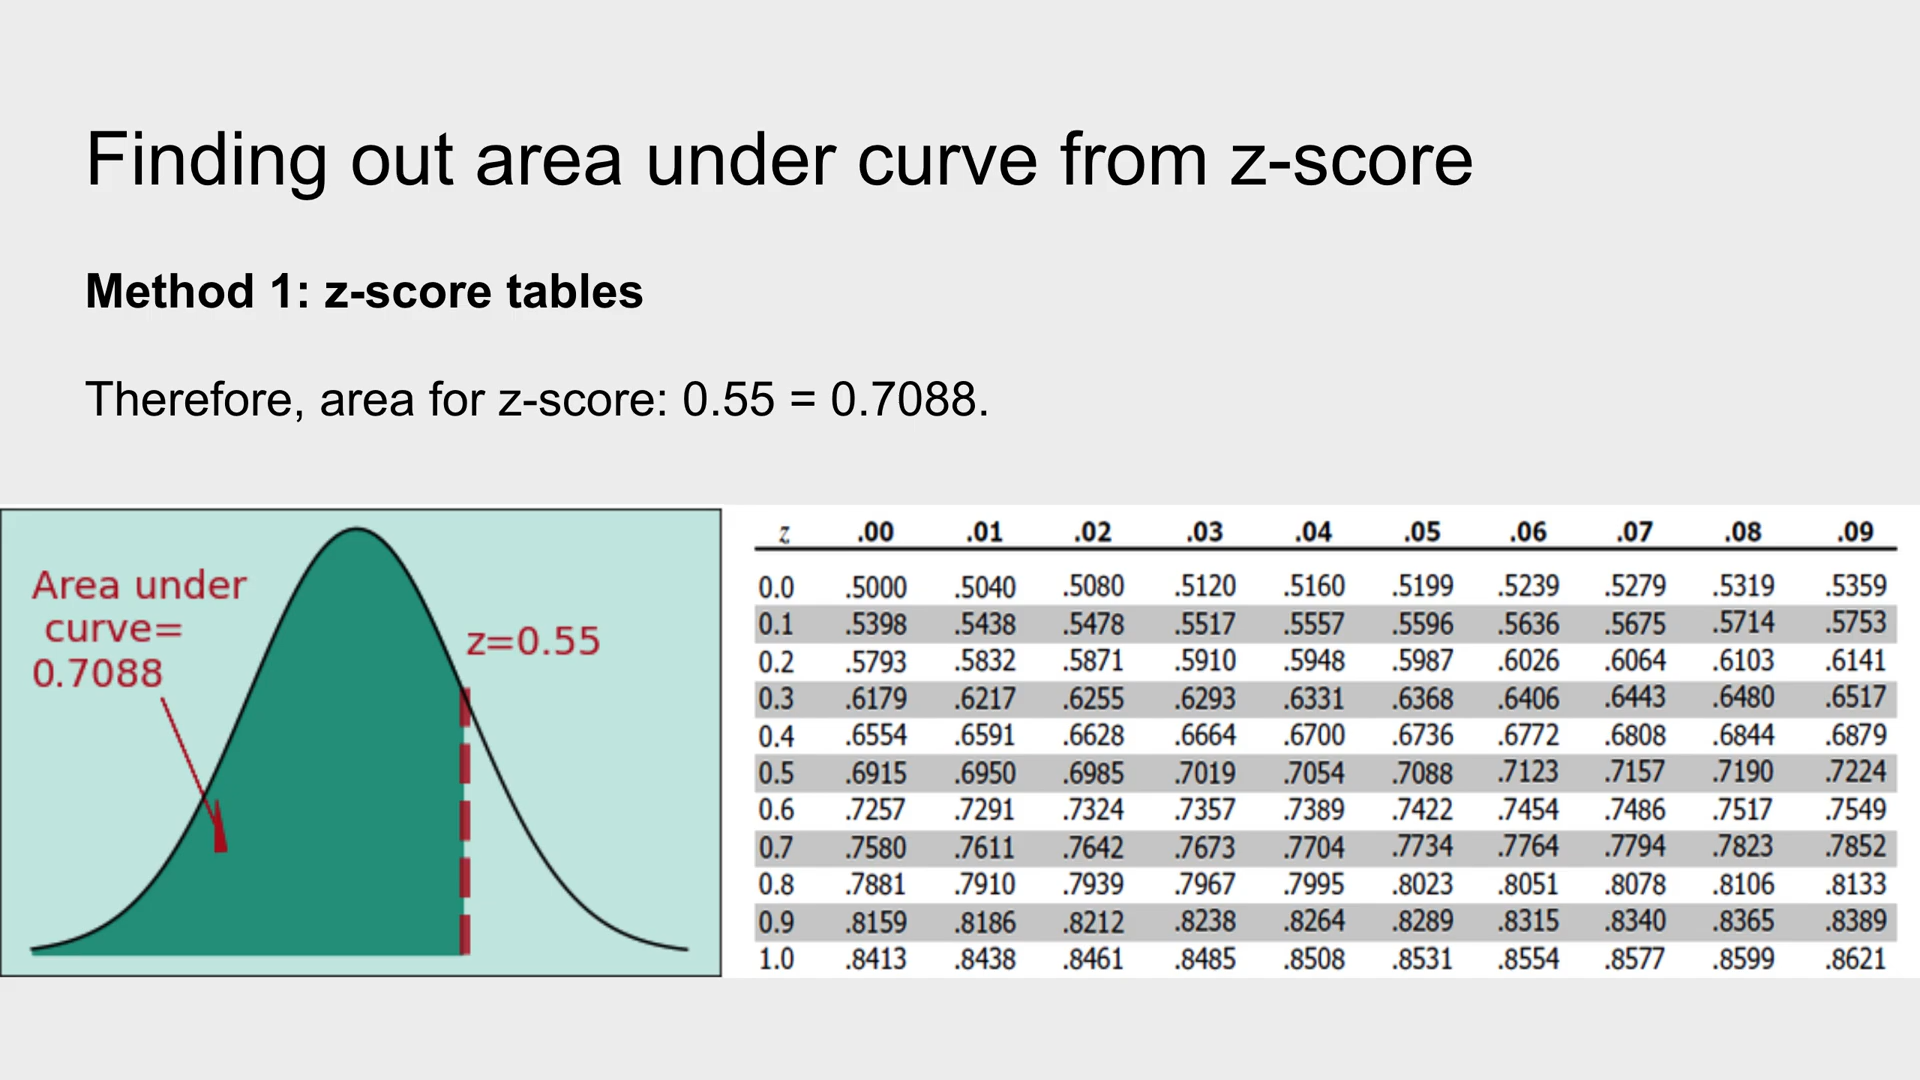 Finding out area under curve from z-score
Method 1: z-score tables
Therefore, area for z-score: 0.55 = 0.7088.
Area under
curve=
0.7088
z=0.55
z .00 .01 .02 .03 .04 .05 .06 .07 .08 .09
0.0 .5000 .5040 .5080 .5120 .5160 .5199 .5239 .5279 .5319 .5359
0.1 .5398 .5438 .5478 .5517 .5557 .5596 .5636 .5675 .5714 .5753
0.2 .5793 .5832 .5871 .5910 .5948 .5987 .6026 .6064 .6103 .6141
0.3 .6179 .6217 .6255 .6293 .6331 .6368 .6406 .6443 .6480 .6517
0.4 .6554 .6591 .6628 .6664 .6700 .6736 .6772 .6808 .6844 .6879
0.5 .6915 .6950 .6985 .7019 .7054 .7088 .7123 .7157 .7190 .7224
0.6 .7257 .7291 .7324 .7357 .7389 .7422 .7454 .7486 .7517 .7549
0.7 .7580 .7611 .7642 .7673 .7704 .7734 .7764 .7794 .7823 .7852
0.8 .7881 .7910 .7939 .7967 .7995 .8023 .8051 .8078 .8106 .8133
0.9 .8159 .8186 .8212 .8238 .8264 .8289 .8315 .8340 .8365 .8389
1.0 .8413 .8438 .8461 .8485 .8508 .8531 .8554 .8577 .8599 .8621